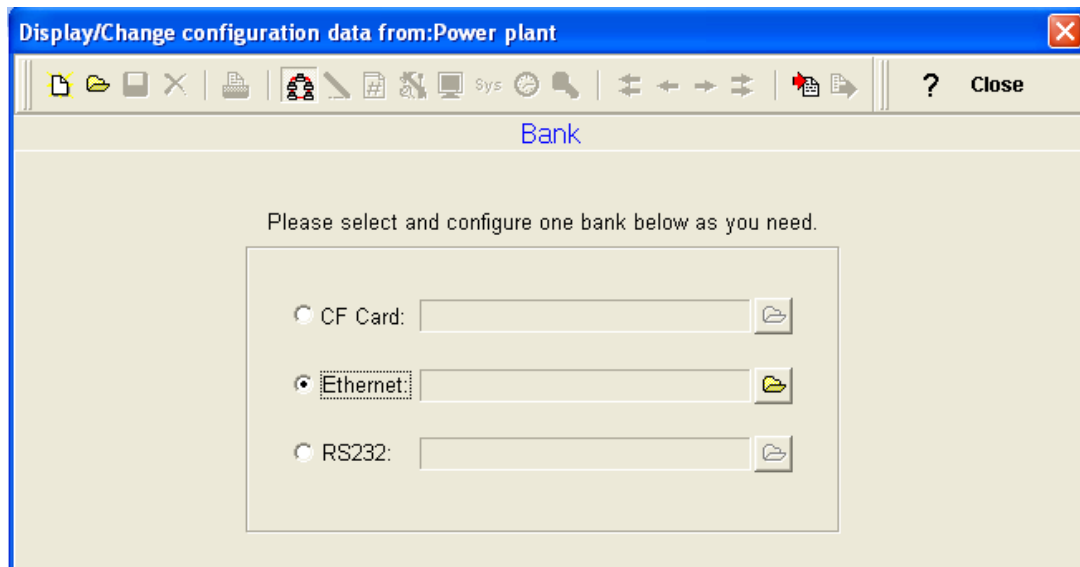 Display/Change configuration data from:Power plant
Sys ? Close
Bank
Please select and configure one bank below as you need.
CF Card:
Ethernet:
RS232: